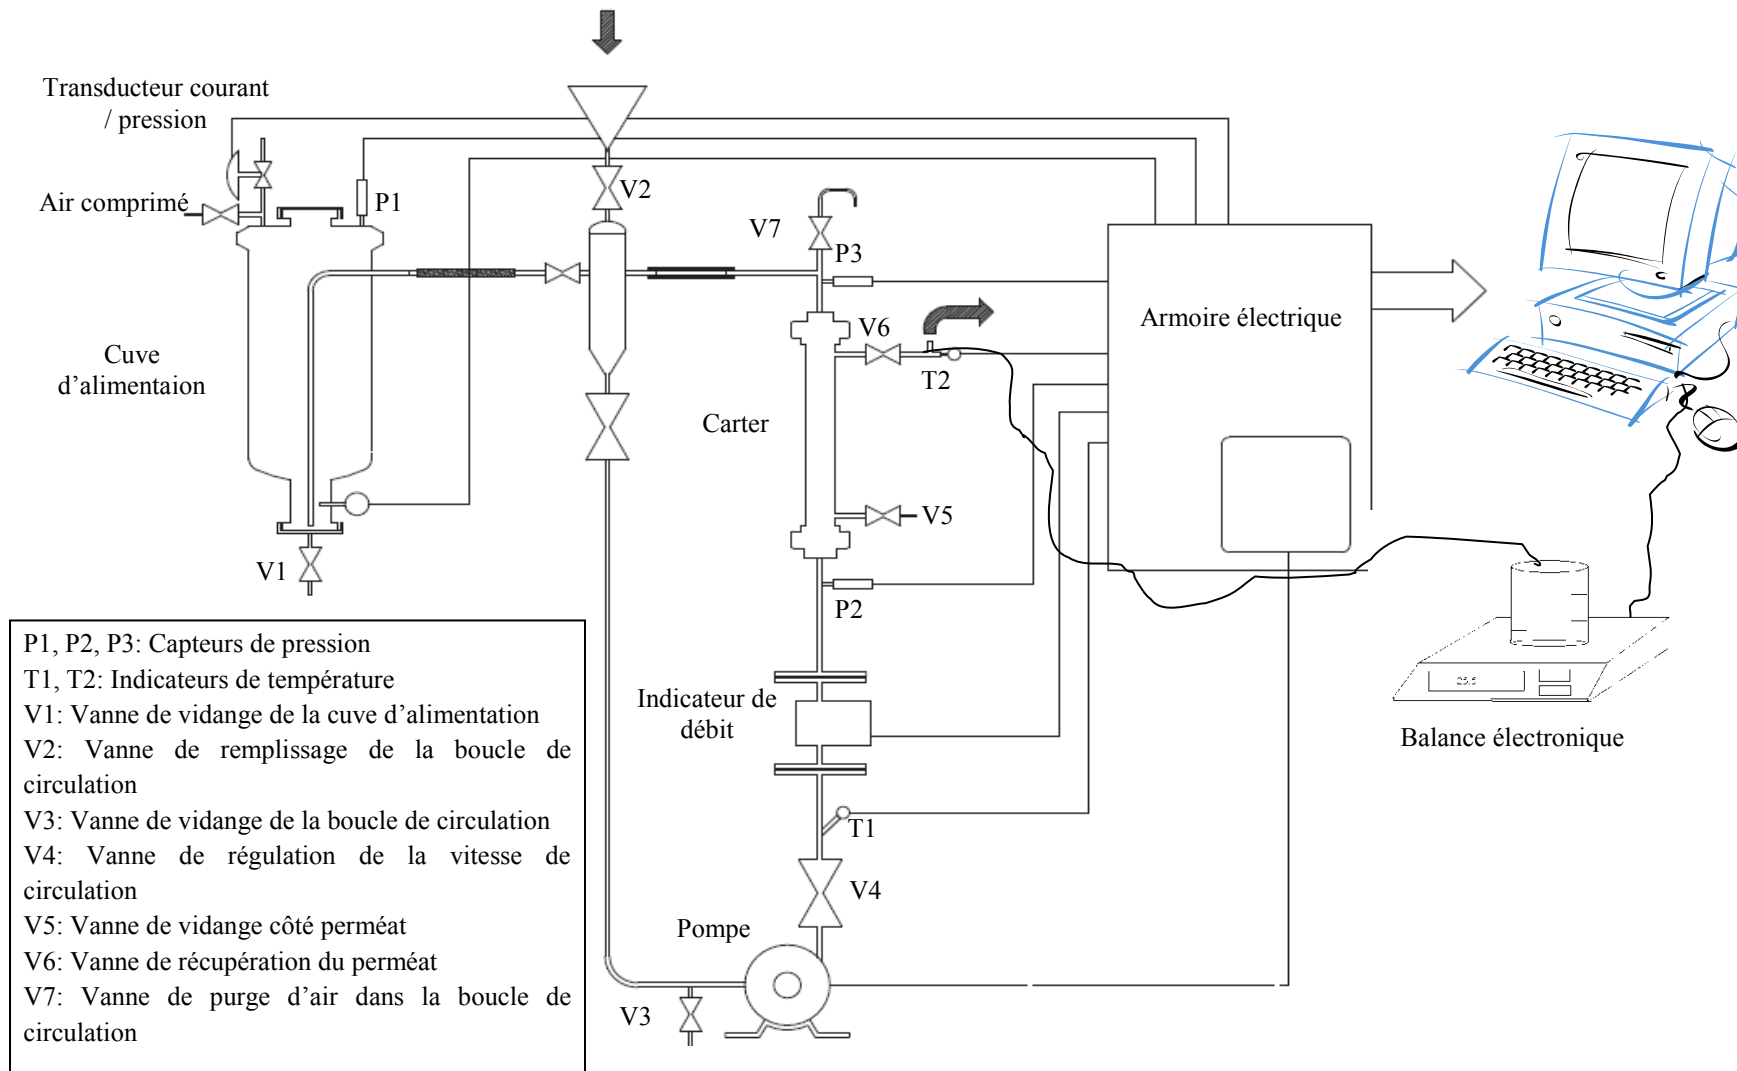 Transducteur courant
/ pression
Air comprimé
P1
V2
V7
P3
Armoire électrique
V6
T2
Cuve
d’alimentaion
Carter
V5
V1
P2
P1, P2, P3: Capteurs de pression
T1, T2: Indicateurs de température
V1: Vanne de vidange de la cuve d’alimentation
V2: Vanne de remplissage de la boucle de
circulation
V3: Vanne de vidange de la boucle de circulation
V4: Vanne de régulation de la vitesse de
circulation
V5: Vanne de vidange côté perméat
V6: Vanne de récupération du perméat
V7: Vanne de purge d’air dans la boucle de
circulation
Indicateur de
débit
25.5
Balance électronique
T1
V4
Pompe
V3